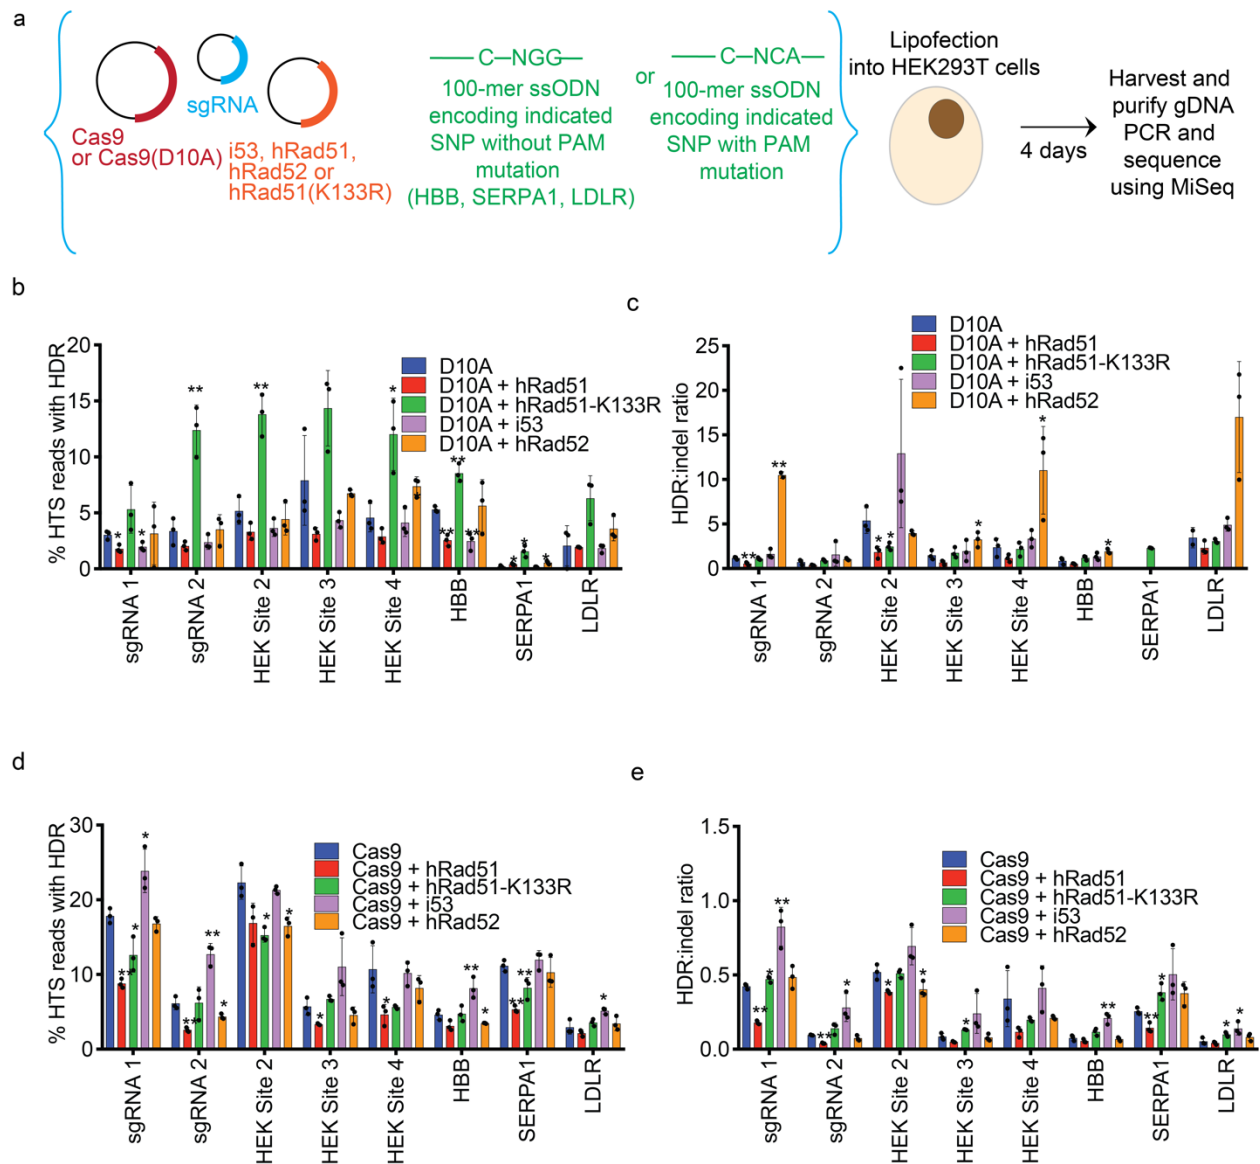 a
Cas9
or Cas9(D10A)
sgRNA
i53, hRad51,
hRad52 or
hRad51(K133R)
C—NGG
100-mer ssODN
encoding indicated
SNP without PAM
mutation
(HBB, SERPA1, LDLR)
or
C—NCA
100-mer ssODN
encoding indicated
SNP with PAM
mutation
Lipofection
into HEK293T cells
4 days
Harvest and
purify gDNA
PCR and
sequence
using MiSeq
b
% HTS reads with HDR
20
15
10
5
0
D10A
D10A + hRad51
D10A + hRad51-K133R
D10A + i53
D10A + hRad52
* * ** ** * ** ** ** * * *
sgRNA 1
sgRNA 2
HEK Site 2
HEK Site 3
HEK Site 4
HBB
SERPA1
LDLR
c
HDR:indel ratio
25
20
15
10
5
0
D10A
D10A + hRad51
D10A + hRad51-K133R
D10A + i53
D10A + hRad52
** ** * * * * *
sgRNA 1
sgRNA 2
HEK Site 2
HEK Site 3
HEK Site 4
HBB
SERPA1
LDLR
d
% HTS reads with HDR
30
20
10
0
Cas9
Cas9 + hRad51
Cas9 + hRad51-K133R
Cas9 + i53
Cas9 + hRad52
** * * ** ** * * * * * ** * ** ** *
sgRNA 1
sgRNA 2
HEK Site 2
HEK Site 3
HEK Site 4
HBB
SERPA1
LDLR
e
HDR:indel ratio
1.5
1.0
0.5
0.0
Cas9
Cas9 + hRad51
Cas9 + hRad51-K133R
Cas9 + i53
Cas9 + hRad52
** * ** ** * * * * ** ** * * *
sgRNA 1
sgRNA 2
HEK Site 2
HEK Site 3
HEK Site 4
HBB
SERPA1
LDLR